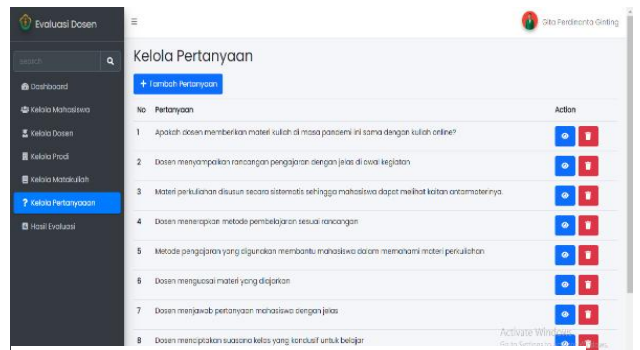 Evaluasi Dosen
Gita Ferdieanta Ginting
search
Dashboard
Kelola Mahasiswa
Kelola Dosen
Kelola Prodi
Kelola Matakuliah
Kelola Pertanyaan
Hasil Evaluasi
Kelola Pertanyaan
+ Tambah Pertanyaan
No Pertanyaan Action
1 Apakah dosen memberikan materi kuliah di masa pandemi ini sama dengan kuliah online?
2 Dosen menyampaikan rancangan pengajaran dengan jelas di awal kegiatan
3 Materi perkuliahan disusun secara sistematis sehingga mahasiswa dapat melihat kaitan antarmaterinya.
4 Dosen menerapkan metode pembelajaran sesuai rancangan
5 Metode pengajaran yang digunakan membantu mahasiswa dalam memahami materi perkuliahan
6 Dosen menguasai materi yang diajarkan
7 Dosen menjawab pertanyaan mahasiswa dengan jelas
8 Dosen menciptakan suasana kelas yang kondusif untuk belajar
Activate Windows